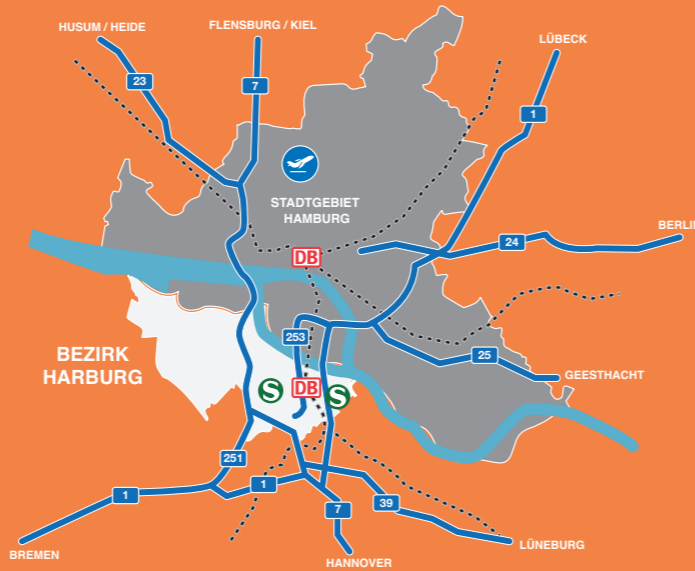 HUSUM / HEIDE
FLENSBURG / KIEL
LÜBECK
23
7
1
STADTGEBIET
HAMBURG
BERLIN
24
DB
253
BEZIRK
HARBURG
25
GEESTHACHT
S
DB
S
251
1
1
7
39
BREMEN
HANNOVER
LÜNEBURG